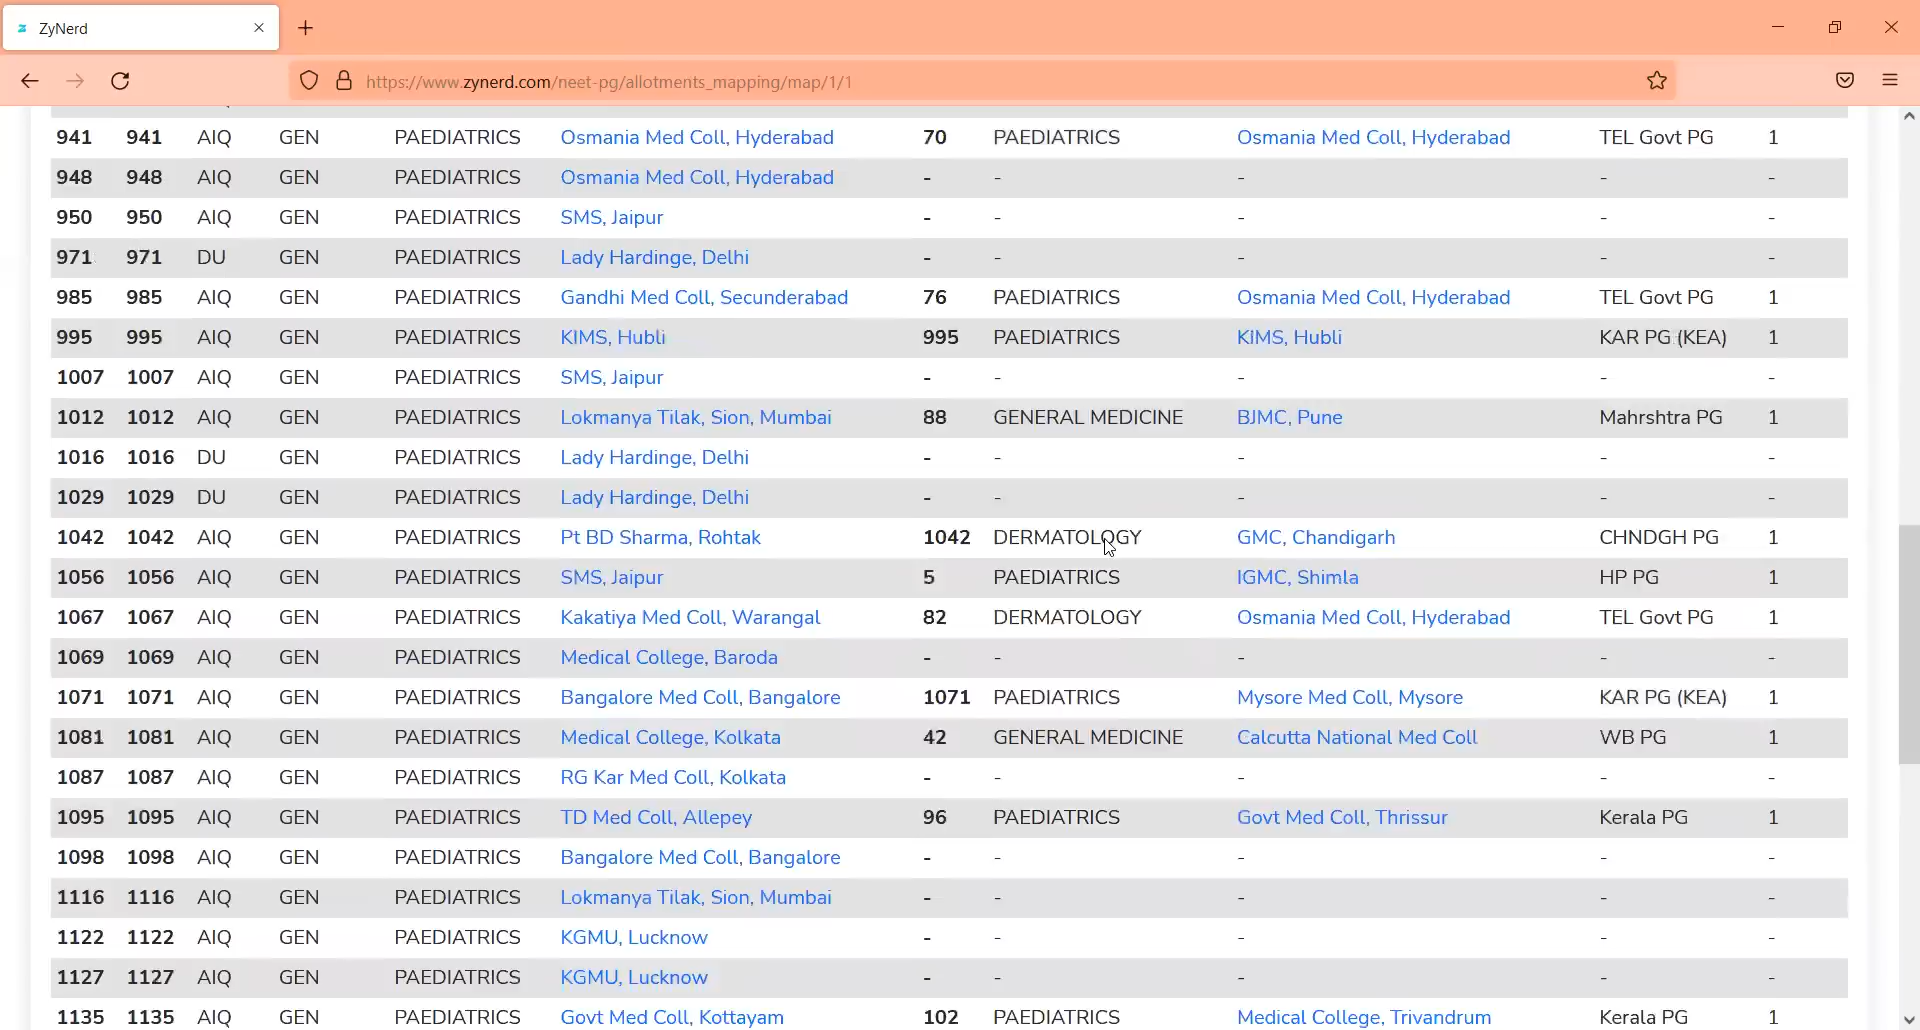 ZyNerd
https://www.zynerd.com/neet-pg/allotments_mapping/map/1/1
941 941 AIQ GEN PAEDIATRICS Osmania Med Coll, Hyderabad 70 PAEDIATRICS Osmania Med Coll, Hyderabad TEL Govt PG 1
948 948 AIQ GEN PAEDIATRICS Osmania Med Coll, Hyderabad - - - - -
950 950 AIQ GEN PAEDIATRICS SMS, Jaipur - - - - -
971 971 DU GEN PAEDIATRICS Lady Hardinge, Delhi - - - - -
985 985 AIQ GEN PAEDIATRICS Gandhi Med Coll, Secunderabad 76 PAEDIATRICS Osmania Med Coll, Hyderabad TEL Govt PG 1
995 995 AIQ GEN PAEDIATRICS KIMS, Hubli 995 PAEDIATRICS KIMS, Hubli KAR PG (KEA) 1
1007 1007 AIQ GEN PAEDIATRICS SMS, Jaipur - - - - -
1012 1012 AIQ GEN PAEDIATRICS Lokmanya Tilak, Sion, Mumbai 88 GENERAL MEDICINE BJMC, Pune Mahrshtra PG 1
1016 1016 DU GEN PAEDIATRICS Lady Hardinge, Delhi - - - - -
1029 1029 DU GEN PAEDIATRICS Lady Hardinge, Delhi - - - - -
1042 1042 AIQ GEN PAEDIATRICS Pt BD Sharma, Rohtak 1042 DERMATOLOGY GMC, Chandigarh CHNDGH PG 1
1056 1056 AIQ GEN PAEDIATRICS SMS, Jaipur 5 PAEDIATRICS IGMC, Shimla HP PG 1
1067 1067 AIQ GEN PAEDIATRICS Kakatiya Med Coll, Warangal 82 DERMATOLOGY Osmania Med Coll, Hyderabad TEL Govt PG 1
1069 1069 AIQ GEN PAEDIATRICS Medical College, Baroda - - - - -
1071 1071 AIQ GEN PAEDIATRICS Bangalore Med Coll, Bangalore 1071 PAEDIATRICS Mysore Med Coll, Mysore KAR PG (KEA) 1
1081 1081 AIQ GEN PAEDIATRICS Medical College, Kolkata 42 GENERAL MEDICINE Calcutta National Med Coll WB PG 1
1087 1087 AIQ GEN PAEDIATRICS RG Kar Med Coll, Kolkata - - - - -
1095 1095 AIQ GEN PAEDIATRICS TD Med Coll, Allepey 96 PAEDIATRICS Govt Med Coll, Thrissur Kerala PG 1
1098 1098 AIQ GEN PAEDIATRICS Bangalore Med Coll, Bangalore - - - - -
1116 1116 AIQ GEN PAEDIATRICS Lokmanya Tilak, Sion, Mumbai - - - - -
1122 1122 AIQ GEN PAEDIATRICS KGMU, Lucknow - - - - -
1127 1127 AIQ GEN PAEDIATRICS KGMU, Lucknow - - - - -
1135 1135 AIQ GEN PAEDIATRICS Govt Med Coll, Kottayam 102 PAEDIATRICS Medical College, Trivandrum Kerala PG 1